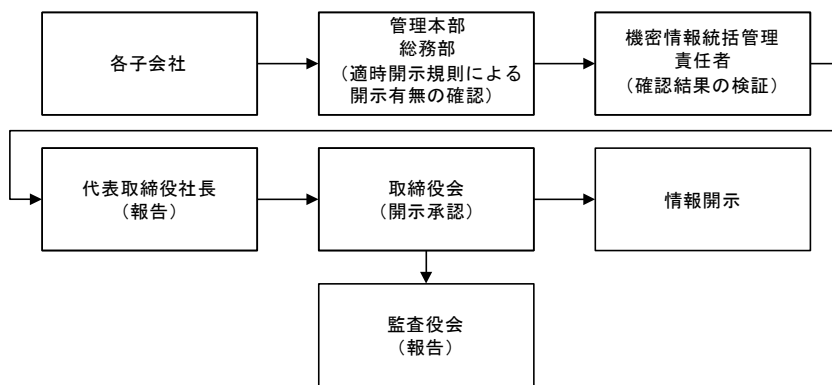 各子会社
管理本部
総務部
（適時開示規則による
開示有無の確認）
機密情報統括管理
責任者
（確認結果の検証）
代表取締役社長
（報告）
取締役会
（開示承認）
情報開示
監査役会
（報告）